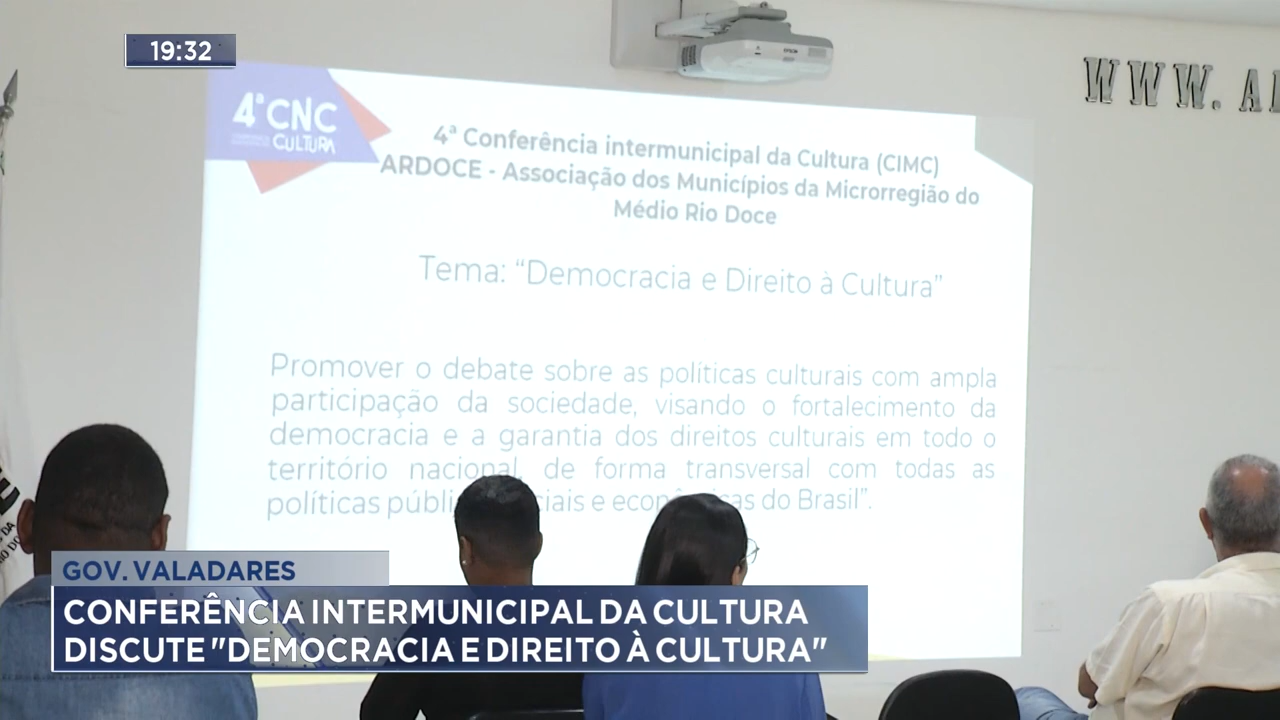 19:32
WWW.
4ª CNC
CULTURA
4ª Conferência intermunicipal da Cultura (CIMC)
ARDOCE - Associação dos Municípios da Microrregião do
Médio Rio Doce
Tema: “Democracia e Direito à Cultura”
Promover o debate sobre as políticas culturais com ampla
participação da sociedade, visando o fortalecimento da
democracia e a garantia dos direitos culturais em todo o
território nacional, de forma transversal com todas as
políticas e do Brasil”.
EPSON
GOV. VALADARES
CONFERÊNCIA INTERMUNICIPAL DA CULTURA
DISCUTE "DEMOCRACIA E DIREITO À CULTURA"